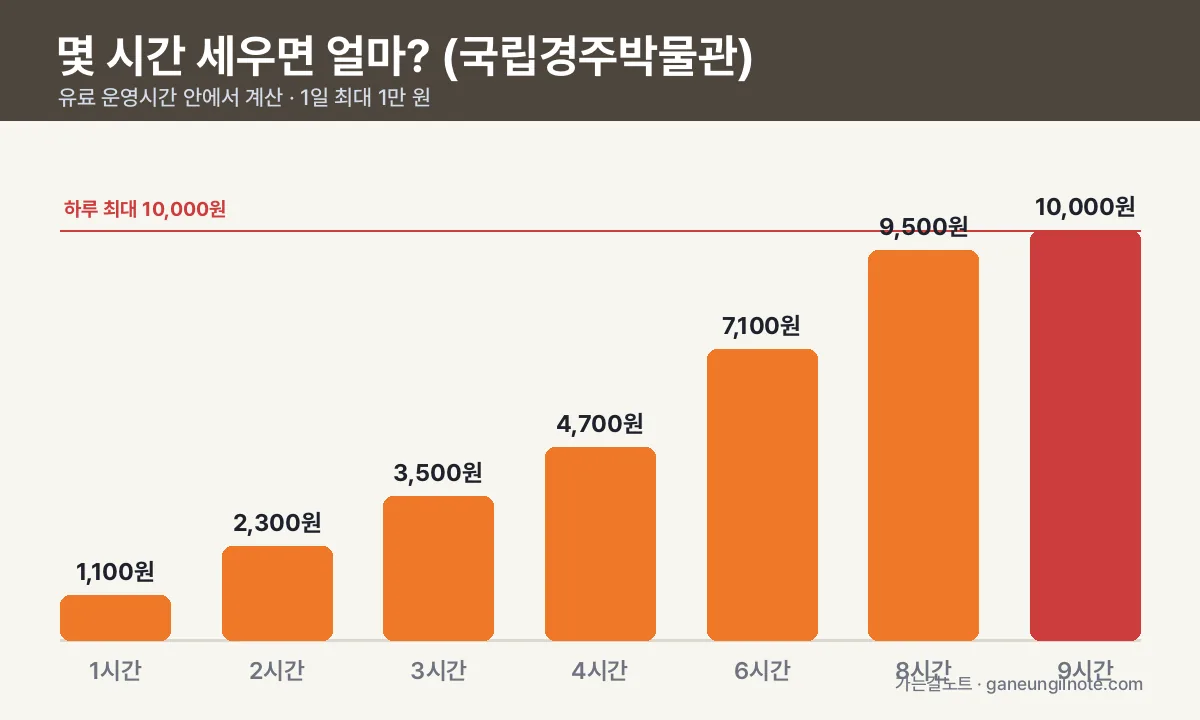 몇 시간 세우면 얼마? (국립경주박물관)
유료 운영시간 안에서 계산 · 1일 최대 1만 원
하루 최대 10,000원
1,100원
2,300원
3,500원
4,700원
7,100원
9,500원
10,000원
1시간
2시간
3시간
4시간
6시간
8시간
9시간
가는길노트 · ganeungilnote.com